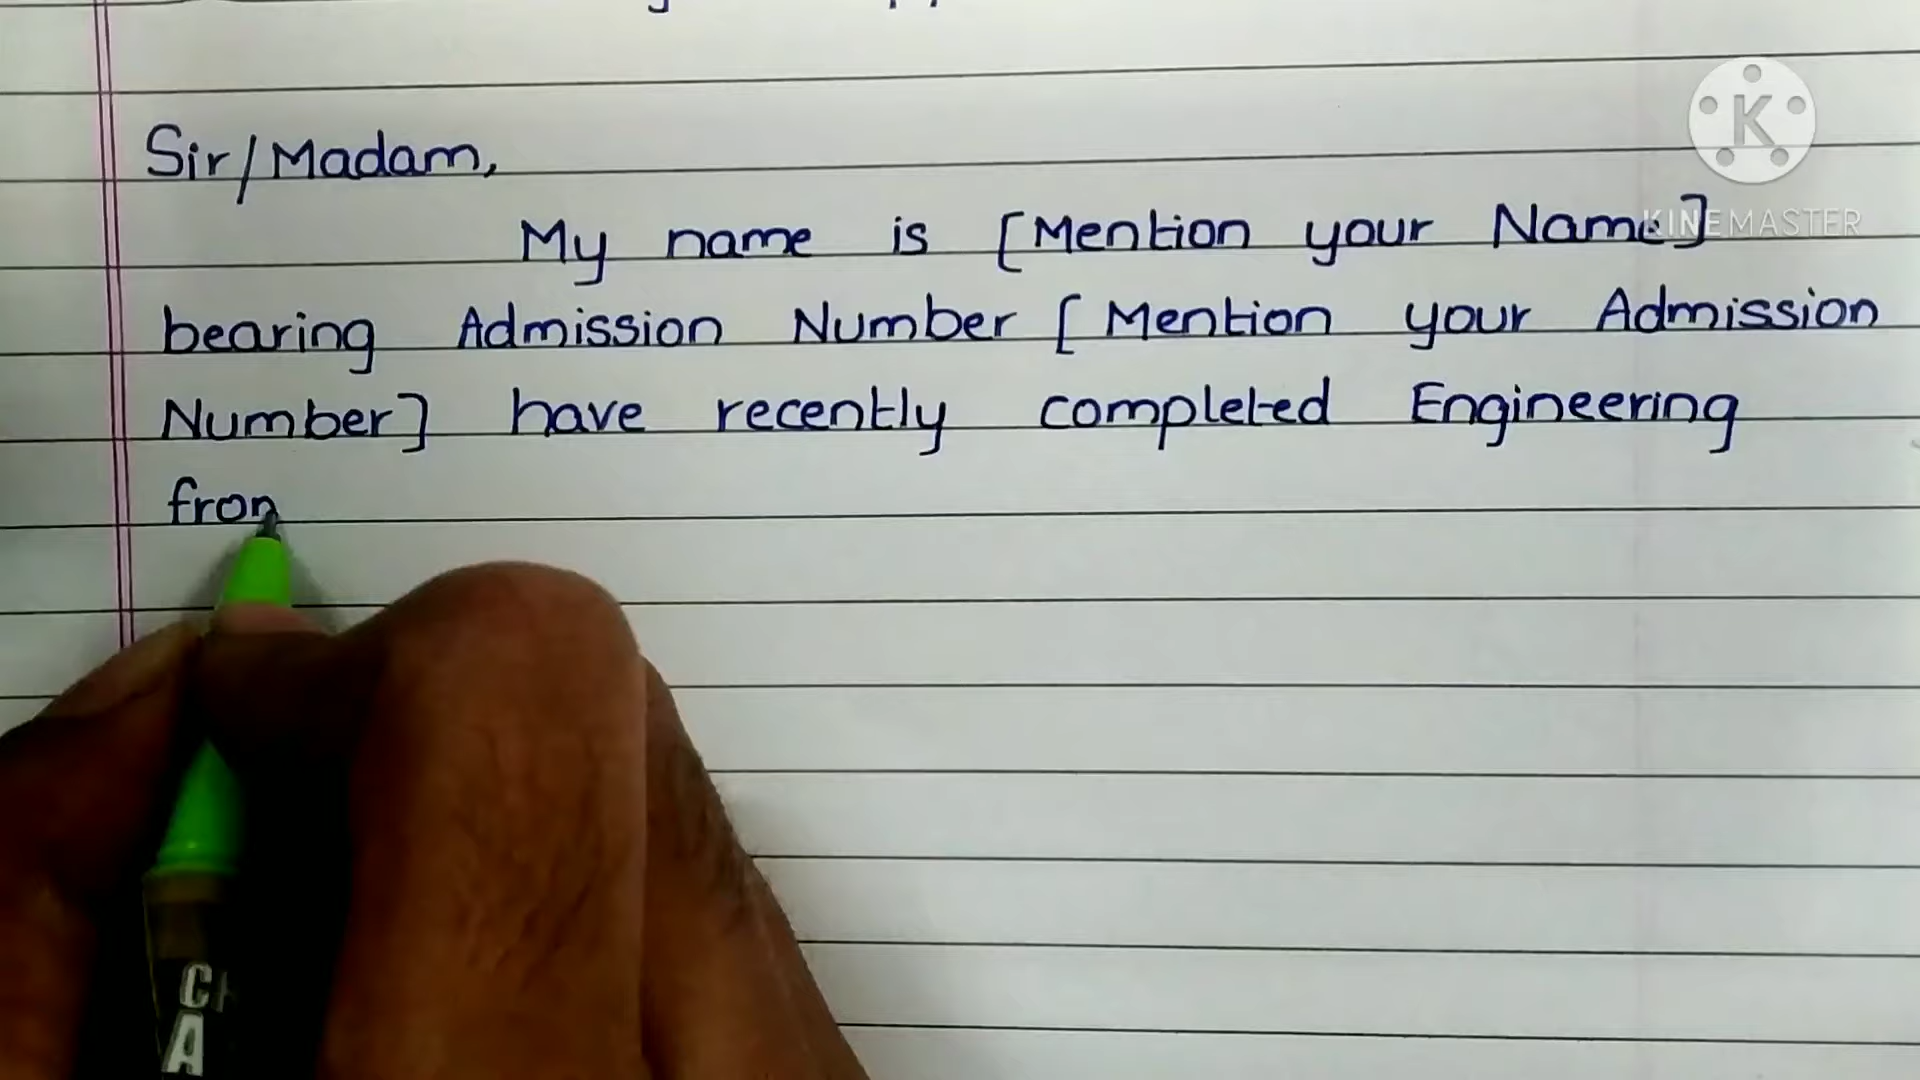 Sir/Madam,
My name is [Mention your Name]
bearing Admission Number [Mention your Admission
Number] have recently completed Engineering
fron
K
KINEMASTER